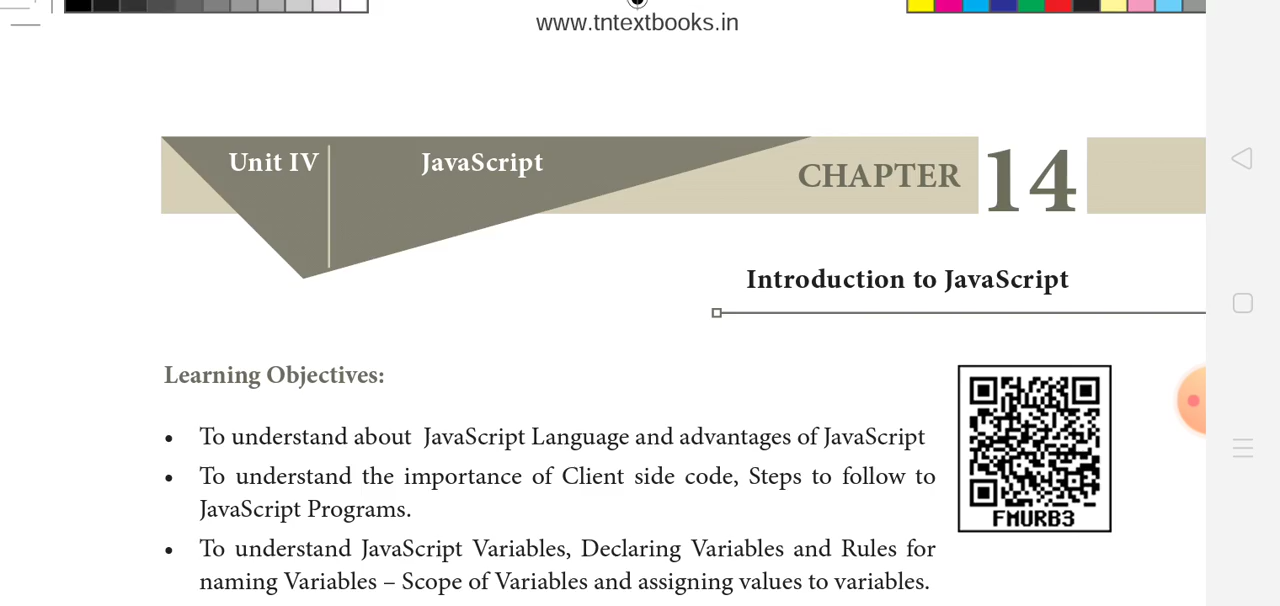 www.tntextbooks.in
Unit IV
JavaScript
CHAPTER 14
Introduction to JavaScript
Learning Objectives:
• To understand about JavaScript Language and advantages of JavaScript
• To understand the importance of Client side code, Steps to follow to
JavaScript Programs.
• To understand JavaScript Variables, Declaring Variables and Rules for
naming Variables – Scope of Variables and assigning values to variables.
FMURB3